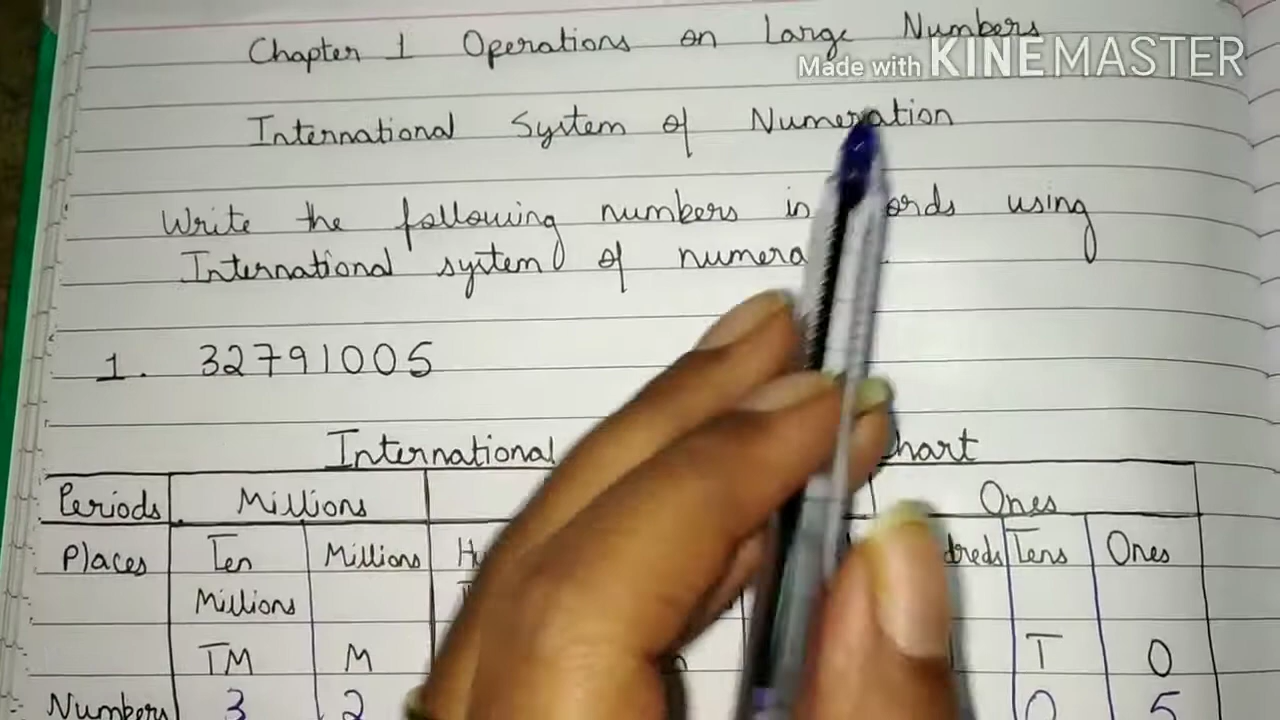 Chapter 1 Operations on Large Numbers
Made with KINEMASTER
International System of Numeration
Write the following numbers in using
International system of
1. 32791005
International
Periods Millions Ones
Places Ten Millions Tens Ones
Millions
TM M T O
Numbers 3 2 0 5